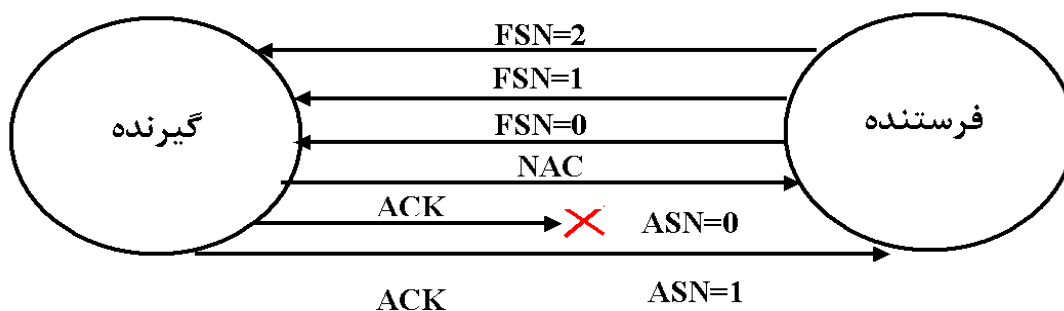 FSN=2
FSN=1
گیرنده
فرستنده
FSN=0
NAC
ACK
ASN=0
ACK
ASN=1